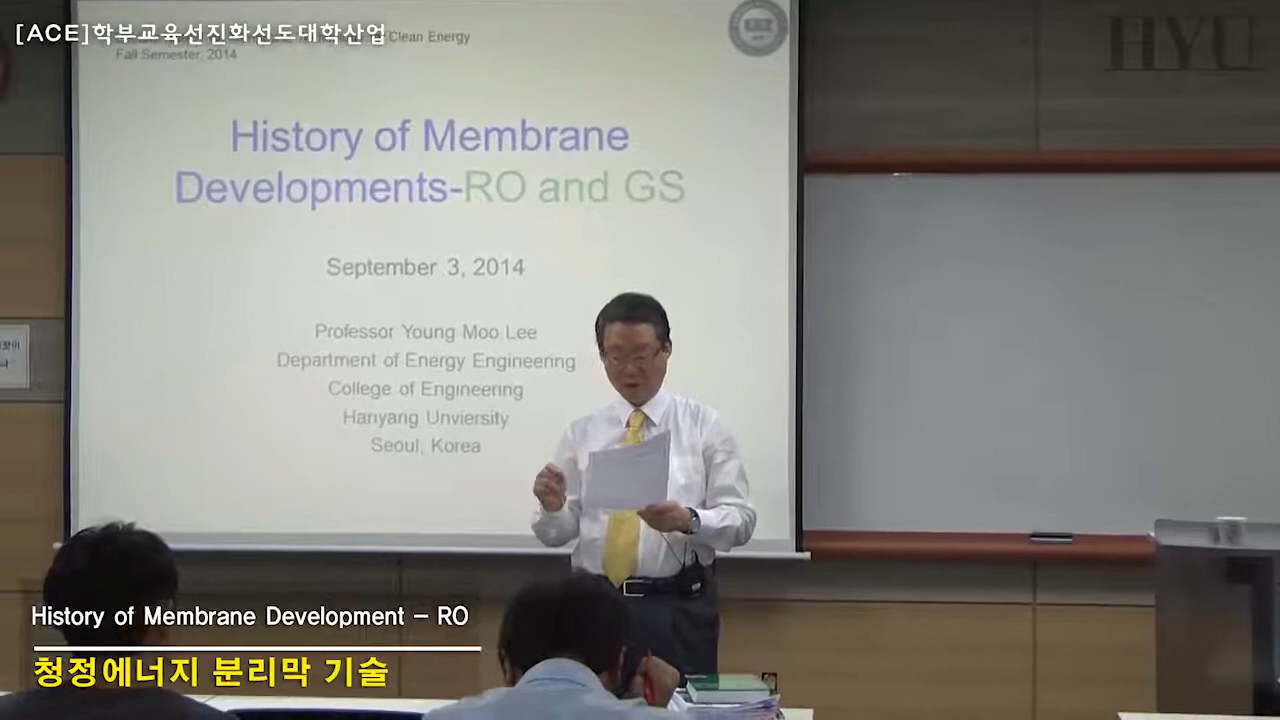 [ACE]학부교육선진화선도대학산업
Clean Energy
Fall Semester, 2014
HYU
History of Membrane
Developments-RO and GS
September 3, 2014
Professor Young Moo Lee
Department of Energy Engineering
College of Engineering
Hanyang Unviersity
Seoul, Korea
History of Membrane Development – RO
청정에너지 분리막 기술